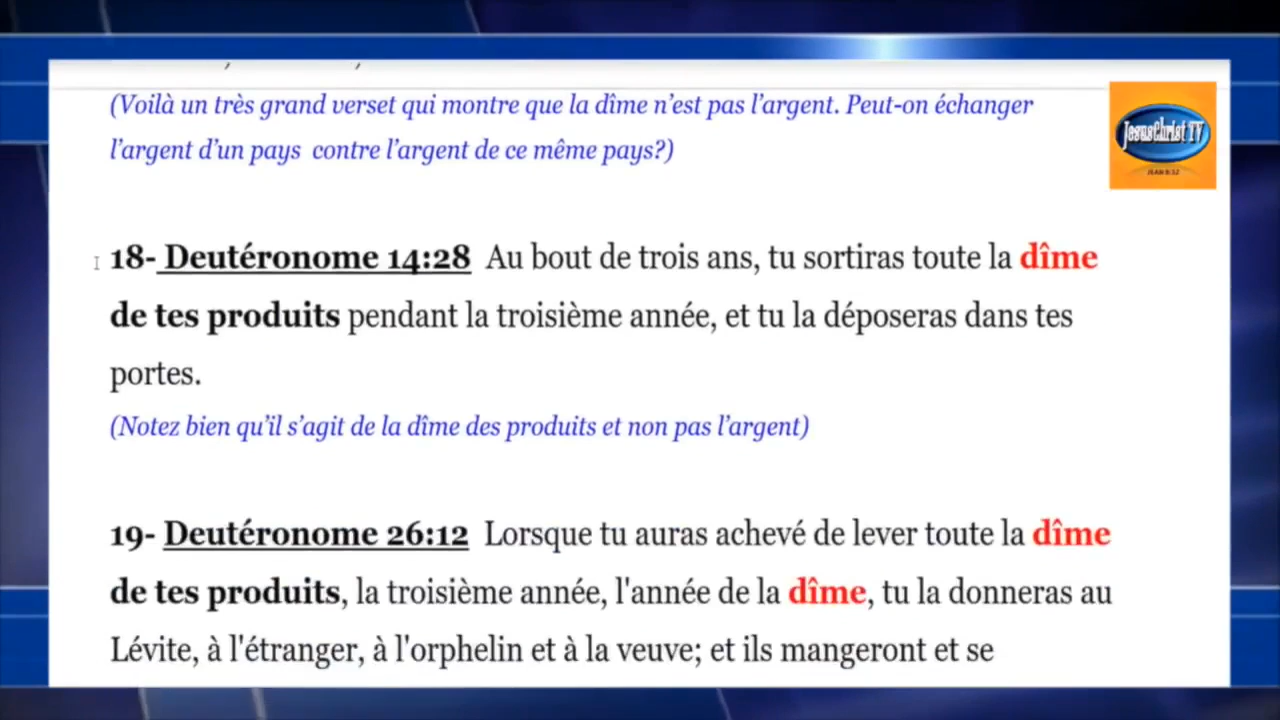 (Voilà un très grand verset qui montre que la dîme n'est pas l'argent. Peut-on échanger
l'argent d'un pays  contre l'argent de ce même pays?)
JesusChrist TV
JEAN 8:12
18- Deutéronome 14:28  Au bout de trois ans, tu sortiras toute la dîme
de tes produits pendant la troisième année, et tu la déposeras dans tes
portes.
(Notez bien qu'il s'agit de la dîme des produits et non pas l'argent)
19- Deutéronome 26:12  Lorsque tu auras achevé de lever toute la dîme
de tes produits, la troisième année, l'année de la dîme, tu la donneras au
Lévite, à l'étranger, à l'orphelin et à la veuve; et ils mangeront et se